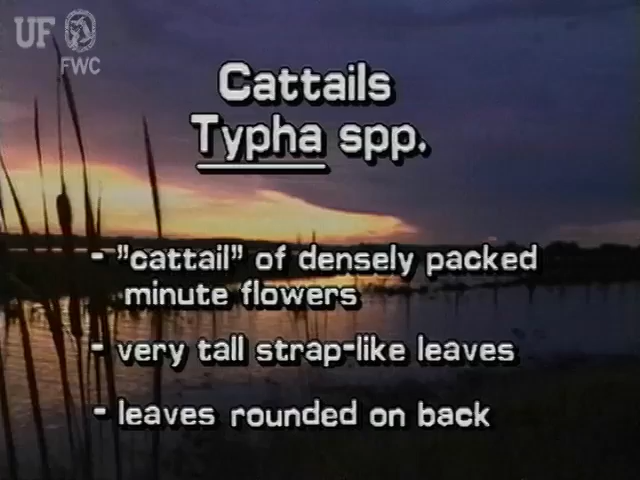 UF
FWC
Cattails
Typha spp.
- "cattail" of densely packed
minute flowers
- very tall strap-like leaves
- leaves rounded on back